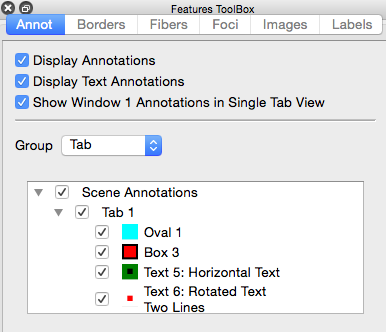 Features ToolBox
Annot Borders Fibers Foci Images Labels
Display Annotations
Display Text Annotations
Show Window 1 Annotations in Single Tab View
Group Tab
Scene Annotations
Tab 1
Oval 1
Box 3
Text 5: Horizontal Text
Text 6: Rotated Text
Two Lines